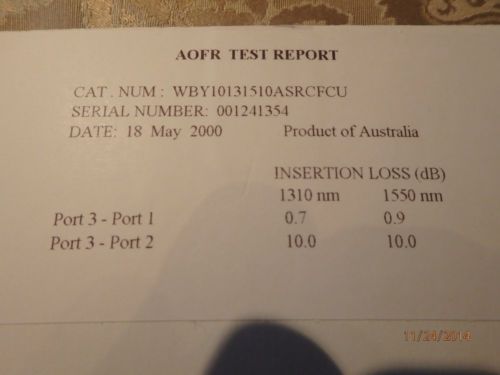 AOFR TEST REPORT
CAT . NUM : WBY10131510ASRCFCU
SERIAL NUMBER: 001241354
DATE: 18 May 2000 Product of Australia
INSERTION LOSS (dB)
1310 nm 1550 nm
Port 3 - Port 1 0.7 0.9
Port 3 - Port 2 10.0 10.0
11/24/2014